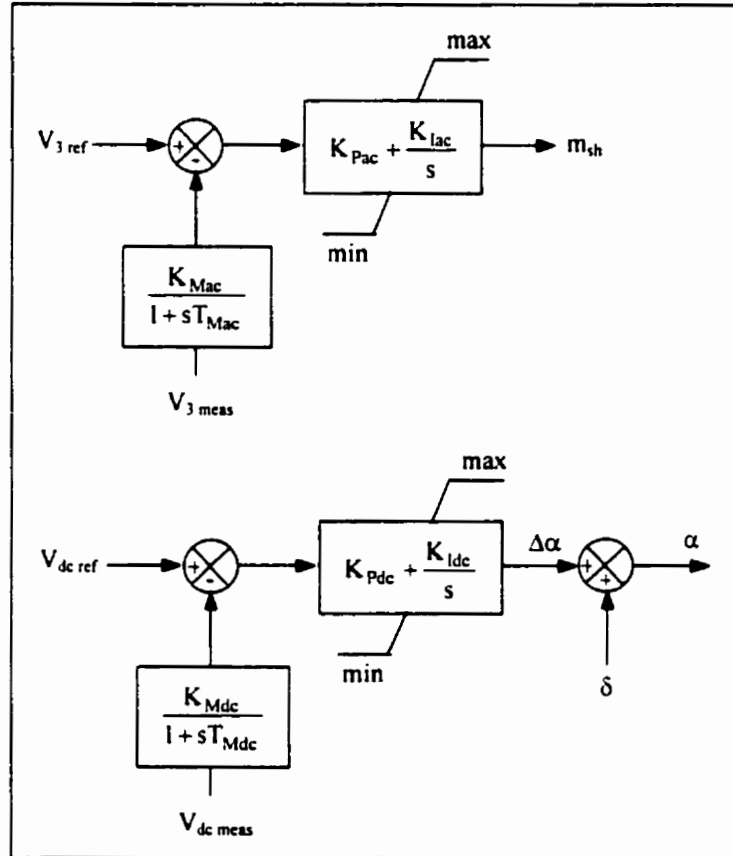 max
V3 ref
+
-
KPac + KIac/s
msh
min
KMac
1 + sTMac
V3 meas
max
Vdc ref
+
-
KPdc + KIdc/s
Δα
+
+
α
min
δ
KMdc
1 + sTMdc
Vdc meas